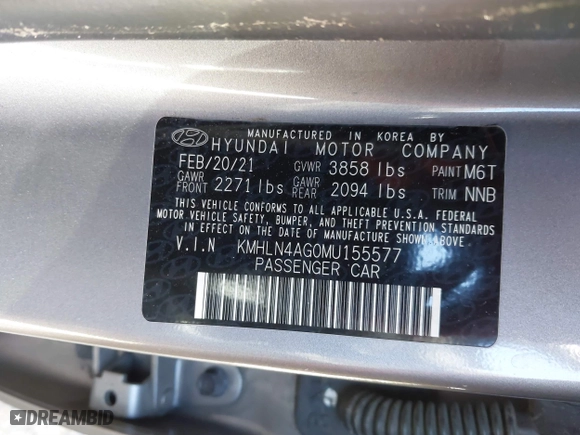 MANUFACTURED IN KOREA BY
HYUNDAI MOTOR COMPANY
FEB/20/21 GVWR 3858 lbs PAINT M6T
GAWR FRONT 2271 lbs GAWR REAR 2094 lbs TRIM NNB
THIS VEHICLE CONFORMS TO ALL APPLICABLE U.S.A. FEDERAL
MOTOR VEHICLE SAFETY, BUMPER, AND THEFT PREVENTION STANDARDS
IN EFFECT ON THE DATE OF MANUFACTURE SHOWN ABOVE
V.I.N KMHLN4AG0MU155577
PASSENGER CAR
DREAMBID